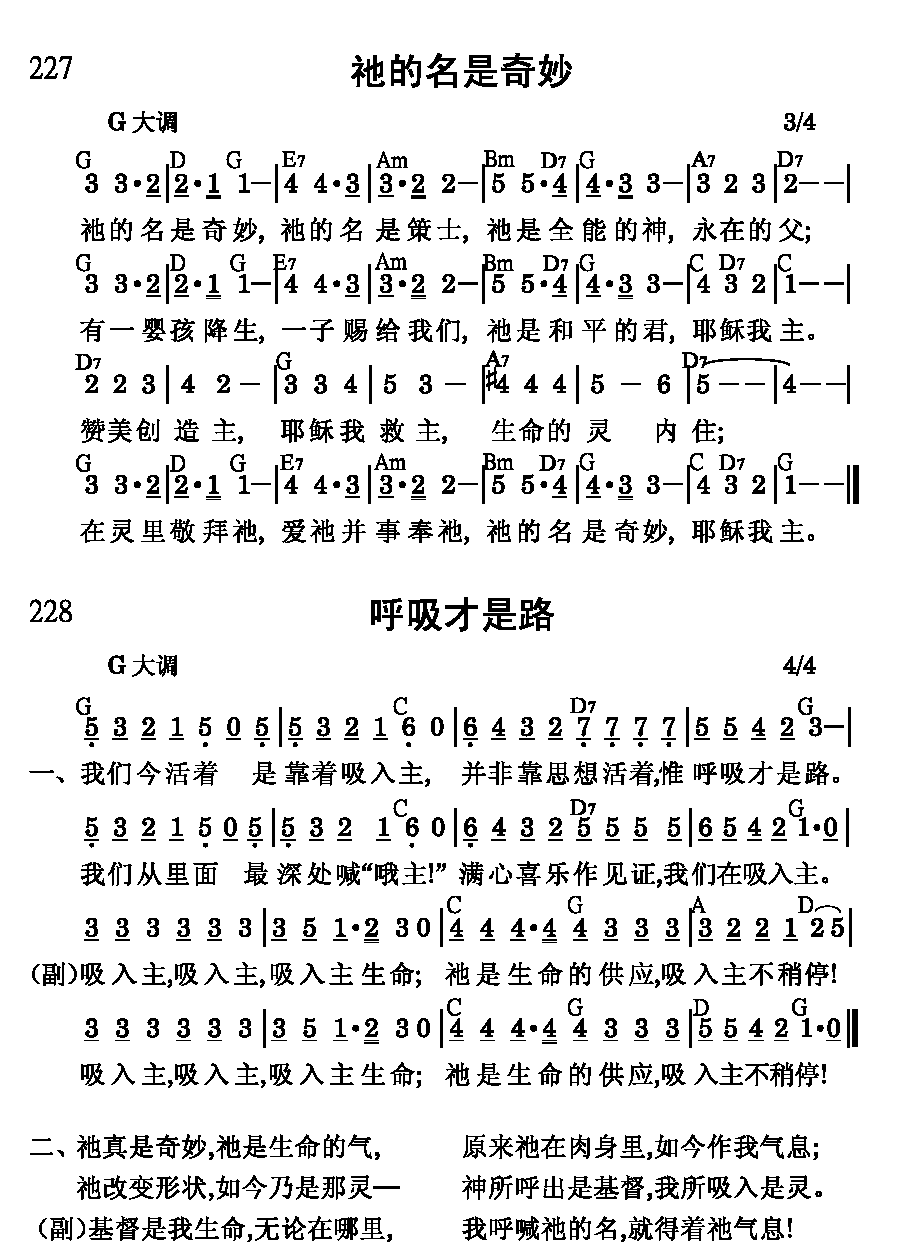 227 祂的名是奇妙
G 大调 3/4
G D G E7 Am Bm D7 G A7 D7
3 3·2|2·1 1—|4 4·3|3·2 2—|5 5·4|4·3 3—|3 2 3|2——|
祂的名是奇妙, 祂的名是策士, 祂是全能的神, 永在的父;
G D G E7 Am Bm D7 G C D7 C
3 3·2|2·1 1—|4 4·3|3·2 2—|5 5·4|4·3 3—|4 3 2|1——|
有一婴孩降生, 一子赐给我们, 祂是和平的君, 耶稣我主。
D7 G A7 D7
2 2 3|4 2 —|3 3 4|5 3 —|#4 4 4|5 — 6|5——|4——|
赞美创造主, 耶稣我救主, 生命的灵 内住;
G D G E7 Am Bm D7 G C D7 G
3 3·2|2·1 1—|4 4·3|3·2 2—|5 5·4|4·3 3—|4 3 2|1——‖
在灵里敬拜祂, 爱祂并事奉祂, 祂的名是奇妙, 耶稣我主。
228 呼吸才是路
G 大调 4/4
G C D7 G
5 3 2 1 5 0 5|5 3 2 1 6 0|6 4 3 2 7 7 7 7|5 5 4 2 3—|
一、我们今活着 是靠着吸入主, 并非靠思想活着,惟呼吸才是路。
C D7 G
5 3 2 1 5 0 5|5 3 2 1 6 0|6 4 3 2 5 5 5 5|6 5 4 2 1·0|
我们从里面 最深处喊“哦主!” 满心喜乐作见证,我们在吸入主。
C G A D
3 3 3 3 3 3|3 5 1·2 3 0|4 4 4·4 4 3 3 3|3 2 2 1 2 5|
(副)吸入主,吸入主,吸入主生命; 祂是生命的供应,吸入主不稍停!
C G D G
3 3 3 3 3 3|3 5 1·2 3 0|4 4 4·4 4 3 3 3|5 5 4 2 1·0‖
吸入主,吸入主,吸入主生命; 祂是生命的供应,吸入主不稍停!
二、祂真是奇妙,祂是生命的气, 原来祂在肉身里,如今作我气息;
祂改变形状,如今乃是那灵— 神所呼出是基督,我所吸入是灵。
(副)基督是我生命,无论在哪里, 我呼喊祂的名,就得着祂气息!